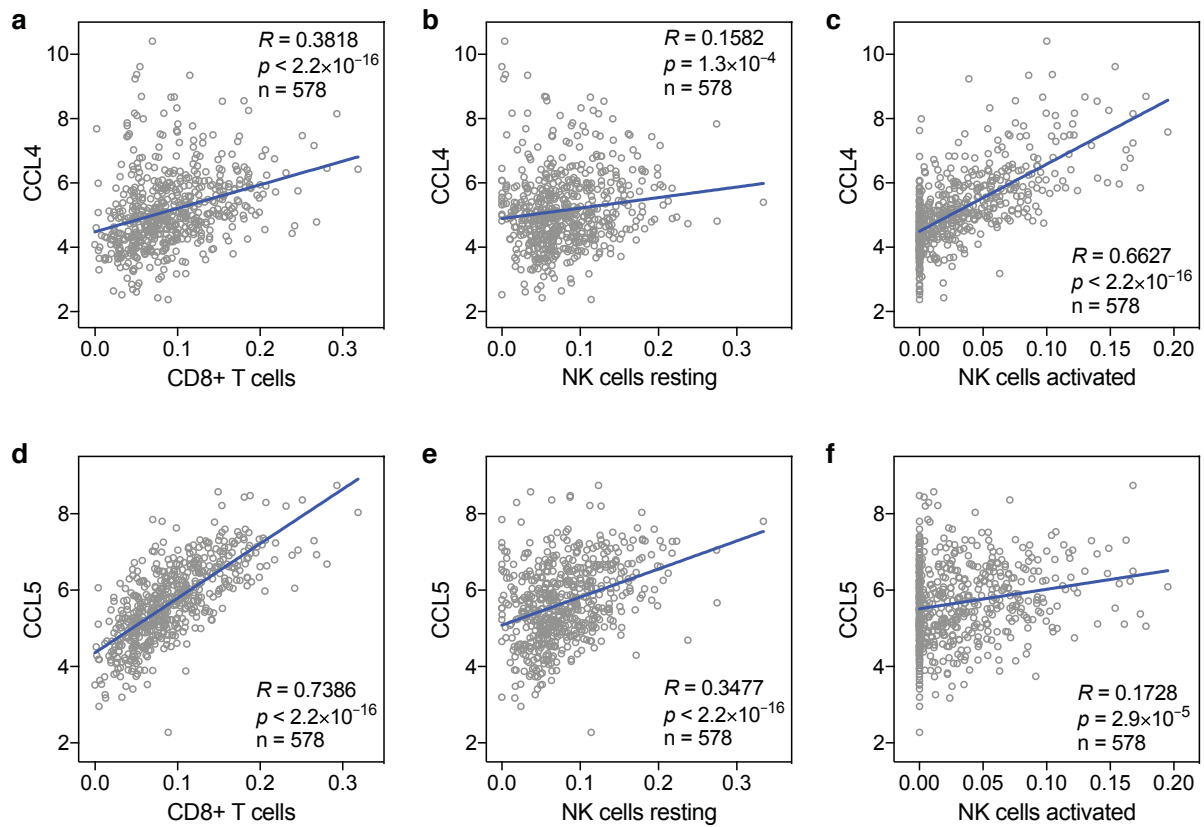 a
R = 0.3818
p < 2.2×10⁻¹⁶
n = 578
CCL4
10
8
6
4
2
0.0 0.1 0.2 0.3
CD8+ T cells
b
R = 0.1582
p = 1.3×10⁻⁴
n = 578
CCL4
10
8
6
4
2
0.0 0.1 0.2 0.3
NK cells resting
c
CCL4
10
8
6
4
2
R = 0.6627
p < 2.2×10⁻¹⁶
n = 578
0.00 0.05 0.10 0.15 0.20
NK cells activated
d
CCL5
8
6
4
2
R = 0.7386
p < 2.2×10⁻¹⁶
n = 578
0.0 0.1 0.2 0.3
CD8+ T cells
e
CCL5
8
6
4
2
R = 0.3477
p < 2.2×10⁻¹⁶
n = 578
0.0 0.1 0.2 0.3
NK cells resting
f
CCL5
8
6
4
2
R = 0.1728
p = 2.9×10⁻⁵
n = 578
0.00 0.05 0.10 0.15 0.20
NK cells activated